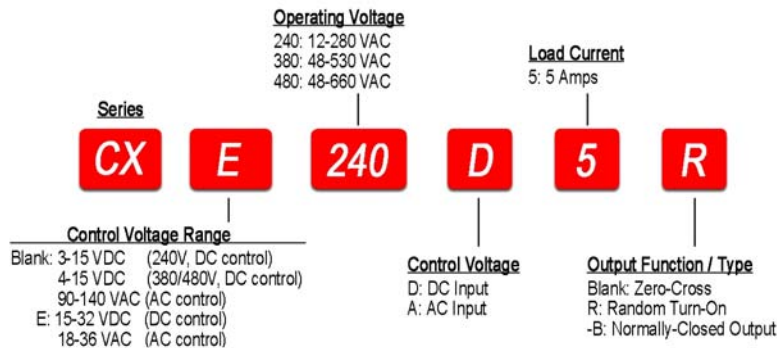 Operating Voltage
240: 12-280 VAC
380: 48-530 VAC
480: 48-660 VAC
Load Current
5: 5 Amps
Series
CX E 240 D 5 R
Control Voltage Range
Blank: 3-15 VDC (240V, DC control)
4-15 VDC (380/480V, DC control)
90-140 VAC (AC control)
E: 15-32 VDC (DC control)
18-36 VAC (AC control)
Control Voltage
D: DC Input
A: AC Input
Output Function / Type
Blank: Zero-Cross
R: Random Turn-On
-B: Normally-Closed Output